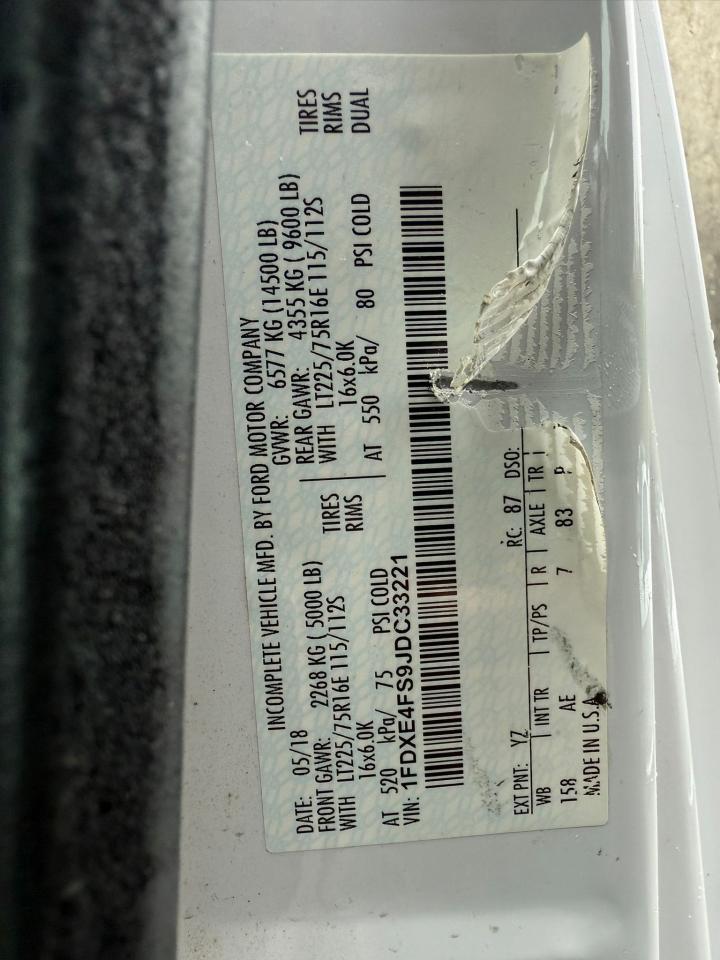 INCOMPLETE VEHICLE MFD. BY FORD MOTOR COMPANY
DATE: 05/18 GVWR: 6577 KG (14500 LB)
FRONT GAWR: 2268 KG ( 5000 LB) REAR GAWR: 4355 KG ( 9600 LB)
WITH LT225/75R16E 115/112S TIRES WITH LT225/75R16E 115/112S TIRES
16x6.0K RIMS 16x6.0K RIMS
AT 520 kPa/ 75 PSI COLD AT 550 kPa/ 80 PSI COLD DUAL
VIN: 1FDXE4FS9JDC33221
EXT PNT: YZ RC: 87 DSO:
WB INT TR TP/PS R AXLE TR
158 AE 7 83
MADE IN U.S.A.